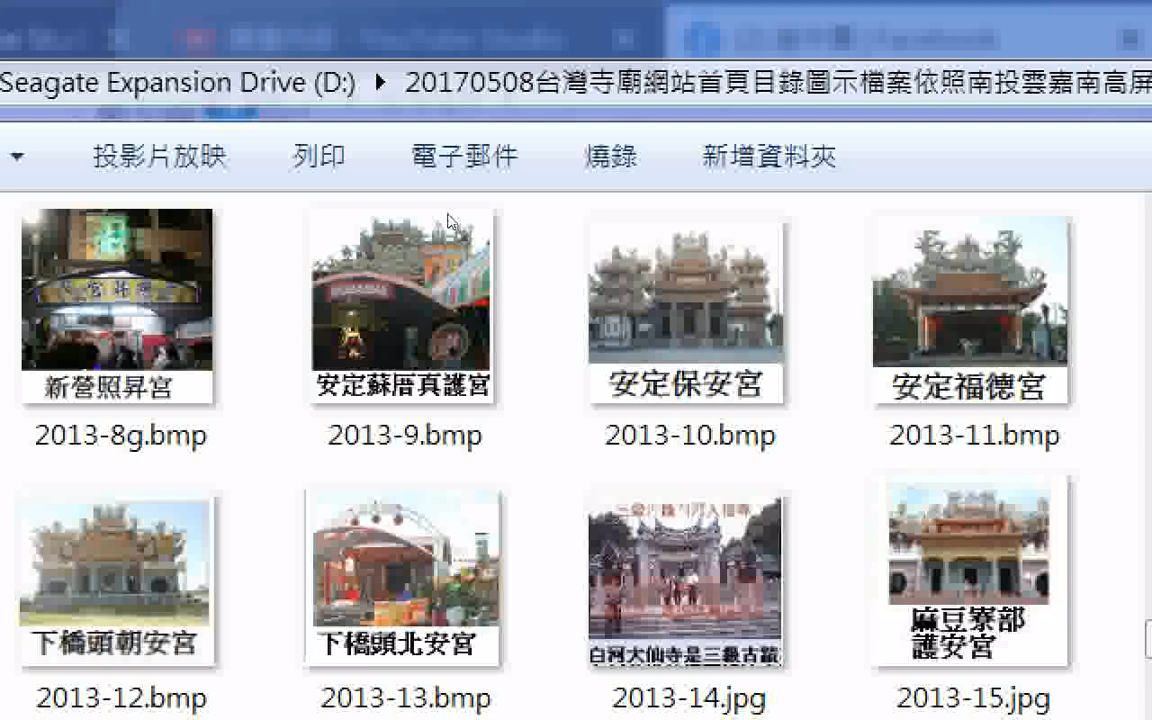 Seagate Expansion Drive (D:) ▸ 20170508台灣寺廟網站首頁目錄圖示檔案依照南投雲嘉南高屏
投影片放映 列印 電子郵件 燒錄 新增資料夾
新營照昇宮 安定蘇厝真護宮 安定保安宮 安定福德宮
2013-8g.bmp 2013-9.bmp 2013-10.bmp 2013-11.bmp
下橋頭朝安宮 下橋頭北安宮 白河大仙寺是三級古蹟 麻豆寮部
護安宮
2013-12.bmp 2013-13.bmp 2013-14.jpg 2013-15.jpg